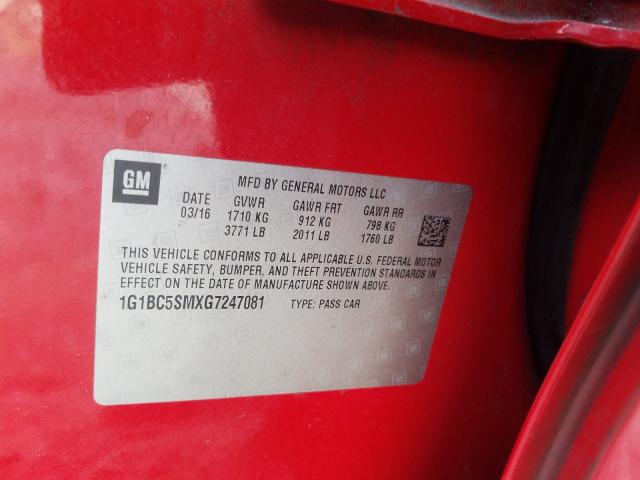 GM
MFD BY GENERAL MOTORS LLC
DATE GVWR GAWR FRT GAWR RR
03/16 1710 KG 912 KG 798 KG
3771 LB 2011 LB 1760 LB
THIS VEHICLE CONFORMS TO ALL APPLICABLE U.S. FEDERAL MOTOR
VEHICLE SAFETY, BUMPER, AND THEFT PREVENTION STANDARDS IN
EFFECT ON THE DATE OF MANUFACTURE SHOWN ABOVE.
1G1BC5SMXG7247081 TYPE: PASS CAR